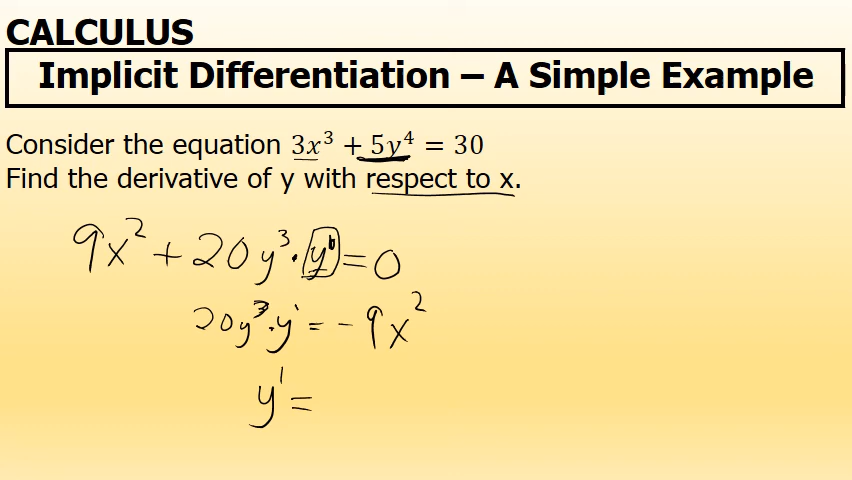 CALCULUS
Implicit Differentiation – A Simple Example
Consider the equation 3x³ + 5y⁴ = 30
Find the derivative of y with respect to x.
9x² + 20y³ · y' = 0
20y³ · y' = -9x²
y' =